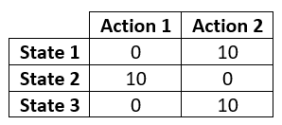 Action 1 Action 2
State 1 0 10
State 2 10 0
State 3 0 10